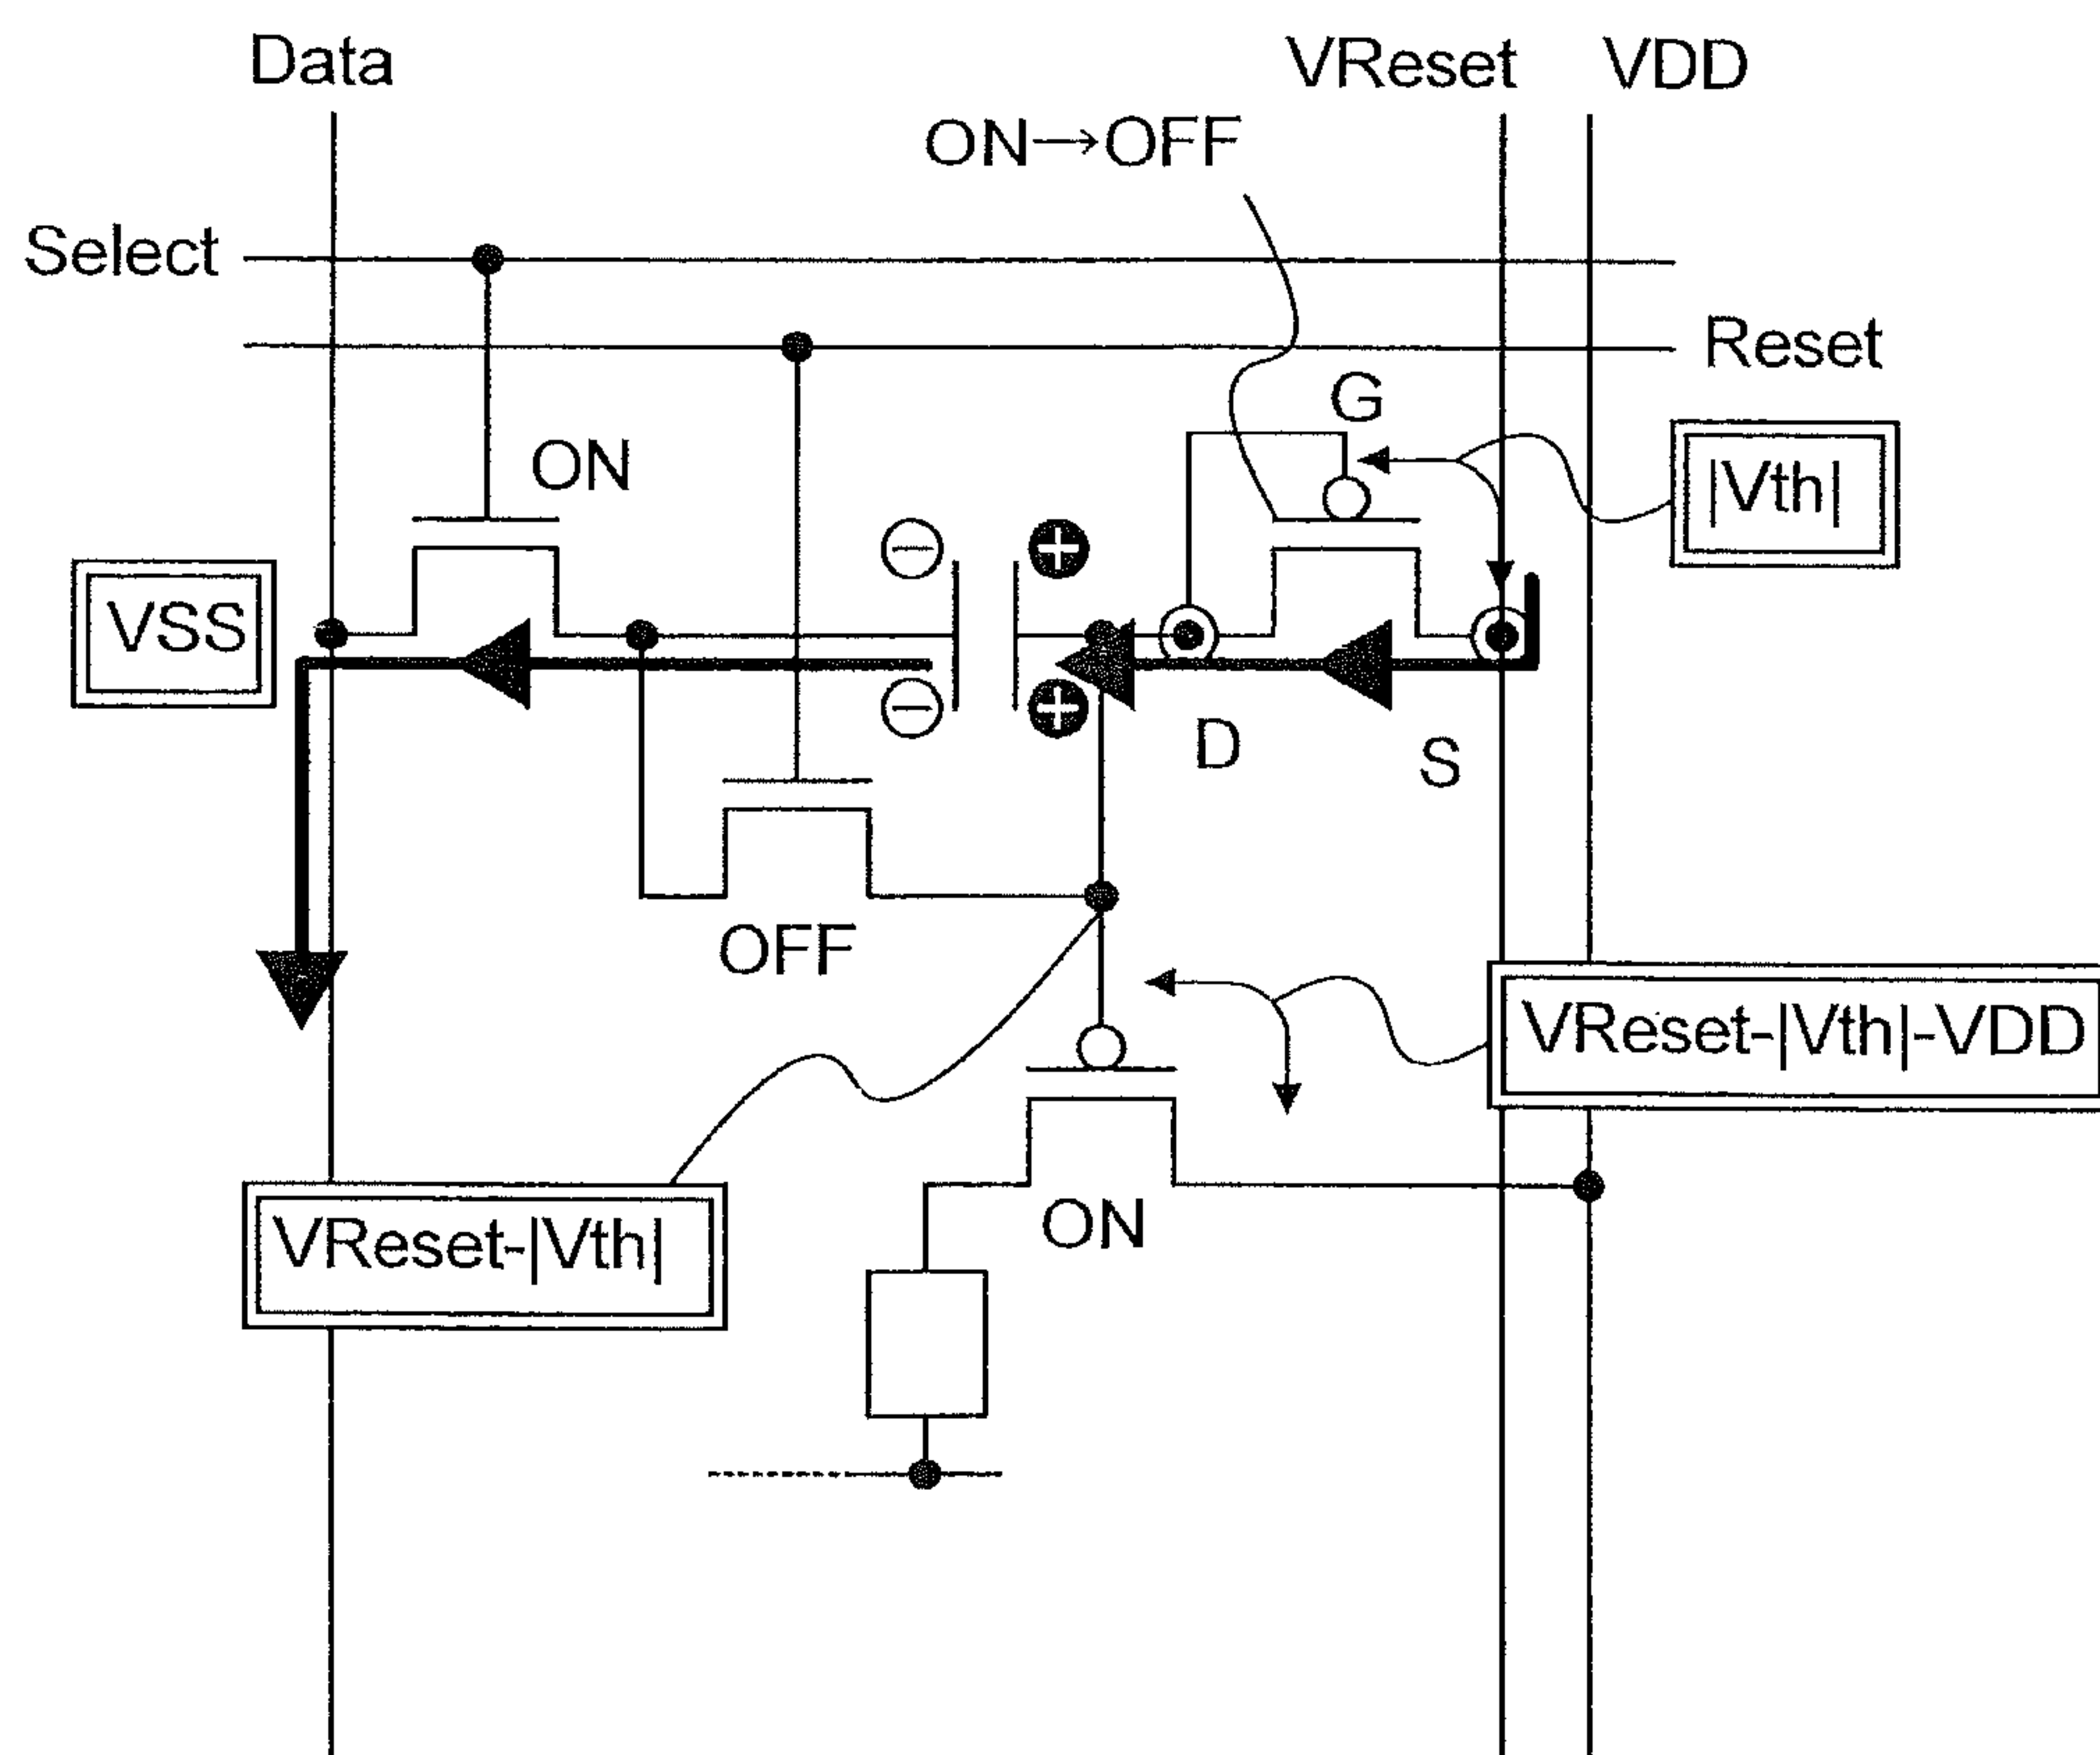 Data
VReset
VDD
ON→OFF
Select
Reset
G
ON
|Vth|
VSS
⊖
⊕
⊖
⊕
D
S
OFF
VReset-|Vth|-VDD
ON
VReset-|Vth|